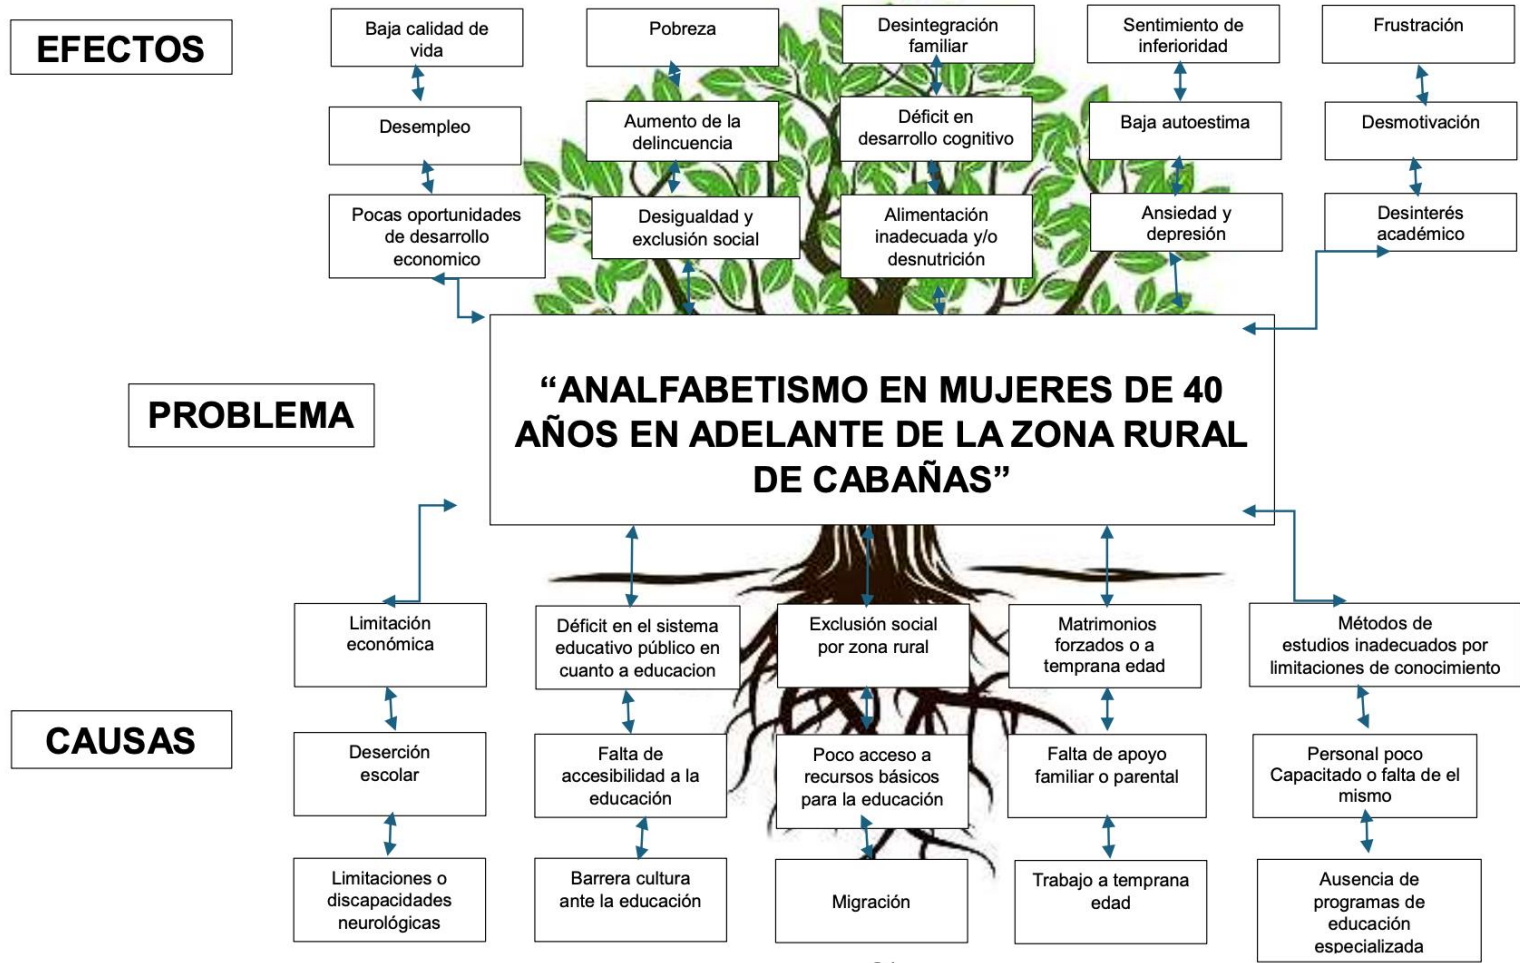 EFECTOS
Baja calidad de
vida
Pobreza
Desintegración
familiar
Sentimiento de
inferioridad
Frustración
Desempleo
Aumento de la
delincuencia
Déficit en
desarrollo cognitivo
Baja autoestima
Desmotivación
Pocas oportunidades
de desarrollo
economico
Desigualdad y
exclusión social
Alimentación
inadecuada y/o
desnutrición
Ansiedad y
depresión
Desinterés
académico
PROBLEMA
“ANALFABETISMO EN MUJERES DE 40
AÑOS EN ADELANTE DE LA ZONA RURAL
DE CABAÑAS”
CAUSAS
Limitación
económica
Déficit en el sistema
educativo público en
cuanto a educacion
Exclusión social
por zona rural
Matrimonios
forzados o a
temprana edad
Métodos de
estudios inadecuados por
limitaciones de conocimiento
Deserción
escolar
Falta de
accesibilidad a la
educación
Poco acceso a
recursos básicos
para la educación
Falta de apoyo
familiar o parental
Personal poco
Capacitado o falta de el
mismo
Limitaciones o
discapacidades
neurológicas
Barrera cultura
ante la educación
Migración
Trabajo a temprana
edad
Ausencia de
programas de
educación
especializada